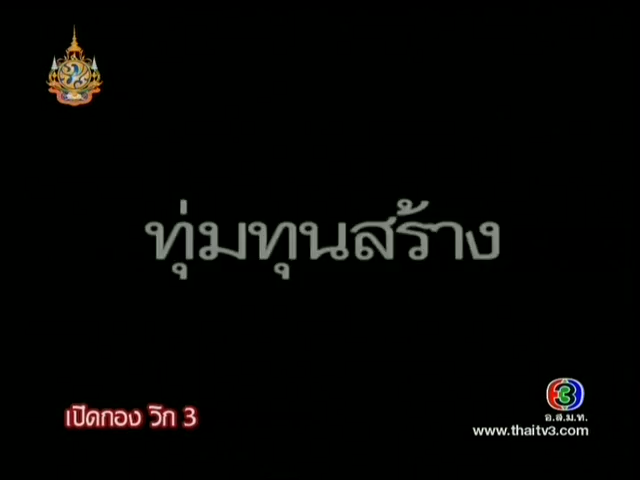 ทุ่มทุนสร้าง
เปิดกอง วิก 3
3
อ.ส.ม.ท.
www.thaitv3.com